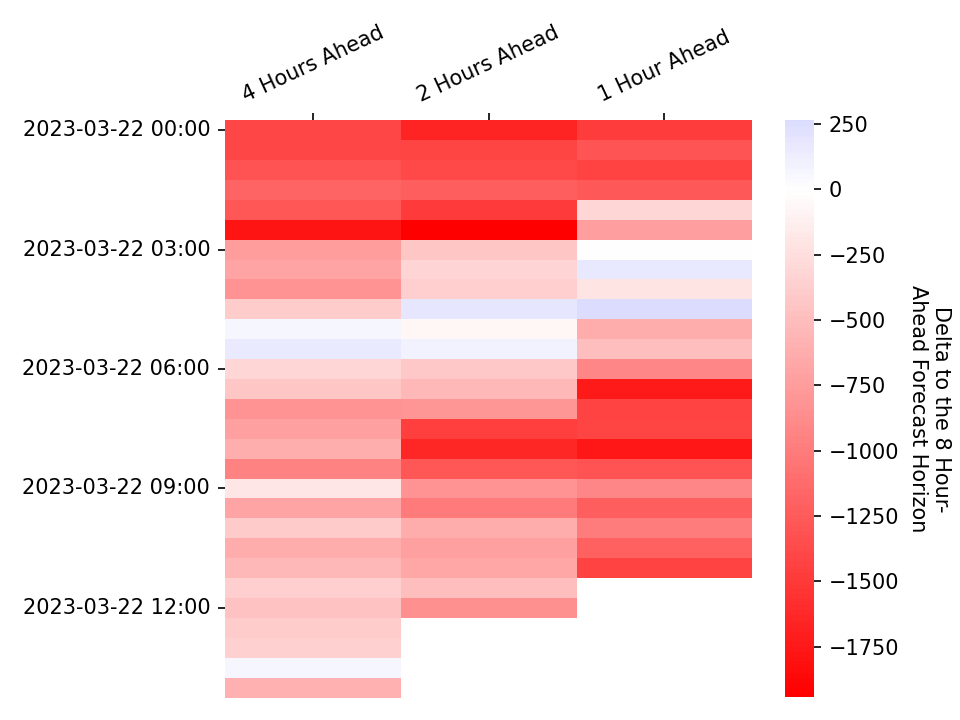 4 Hours Ahead
2 Hours Ahead
1 Hour Ahead
2023-03-22 00:00
2023-03-22 03:00
2023-03-22 06:00
2023-03-22 09:00
2023-03-22 12:00
250
0
−250
−500
−750
−1000
−1250
−1500
−1750
Delta to the 8 Hour-
Ahead Forecast Horizon